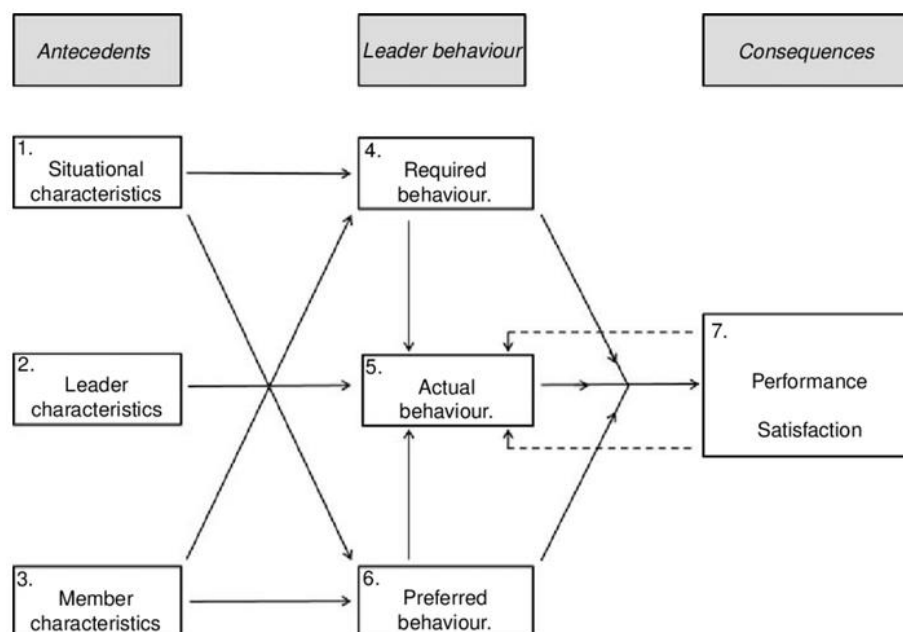 Antecedents
Leader behaviour
Consequences
1.
Situational
characteristics
4.
Required
behaviour.
2.
Leader
characteristics
5.
Actual
behaviour.
7.
Performance
Satisfaction
3.
Member
characteristics
6.
Preferred
behaviour.